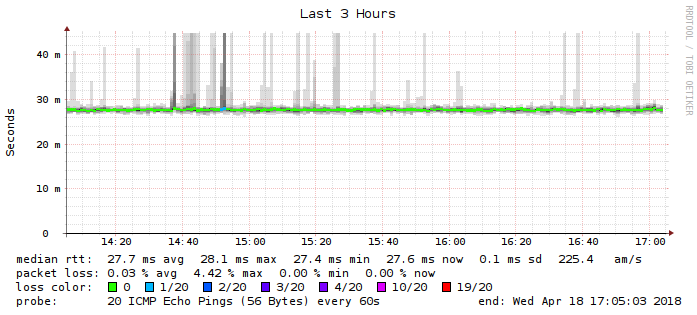 Last 3 Hours
RRDTOOL / TOBI OETIKER
Seconds
40 m
30 m
20 m
10 m
0
14:20 14:40 15:00 15:20 15:40 16:00 16:20 16:40 17:00
median rtt: 27.7 ms avg 28.1 ms max 27.4 ms min 27.6 ms now 0.1 ms sd 225.4 am/s
packet loss: 0.03 % avg 4.42 % max 0.00 % min 0.00 % now
loss color: 0 1/20 2/20 3/20 4/20 10/20 19/20
probe: 20 ICMP Echo Pings (56 Bytes) every 60s end: Wed Apr 18 17:05:03 2018